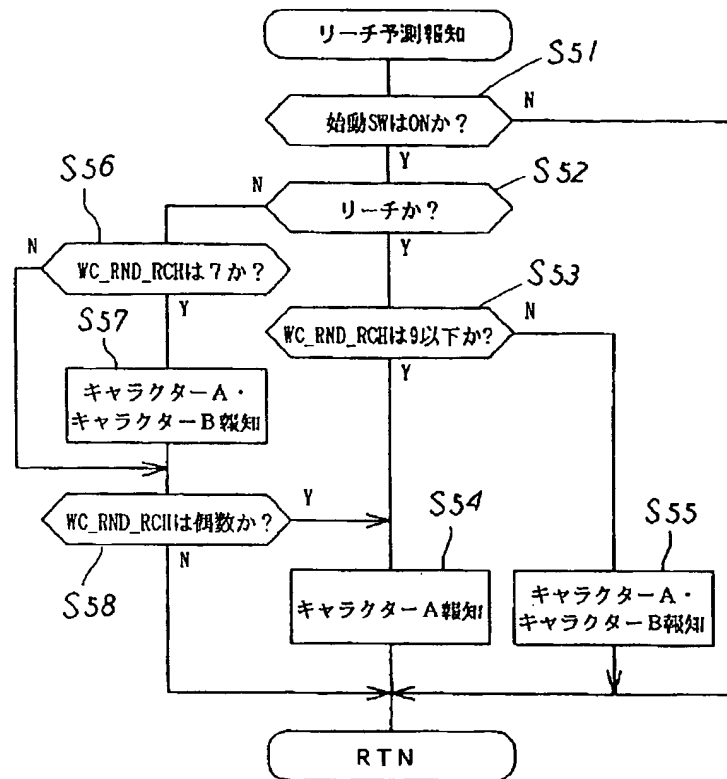 リーチ予測報知
S51
始動SWはONか?
N
Y
S56
N
S52
リーチか?
N
WC_RND_RCHは7か?
Y
S53
S57
Y
WC_RND_RCHは9以下か?
N
キャラクターA・
キャラクターB報知
Y
WC_RND_RCHは偶数か?
Y
S54
S55
S58
N
キャラクターA報知
キャラクターA・
キャラクターB報知
RTN